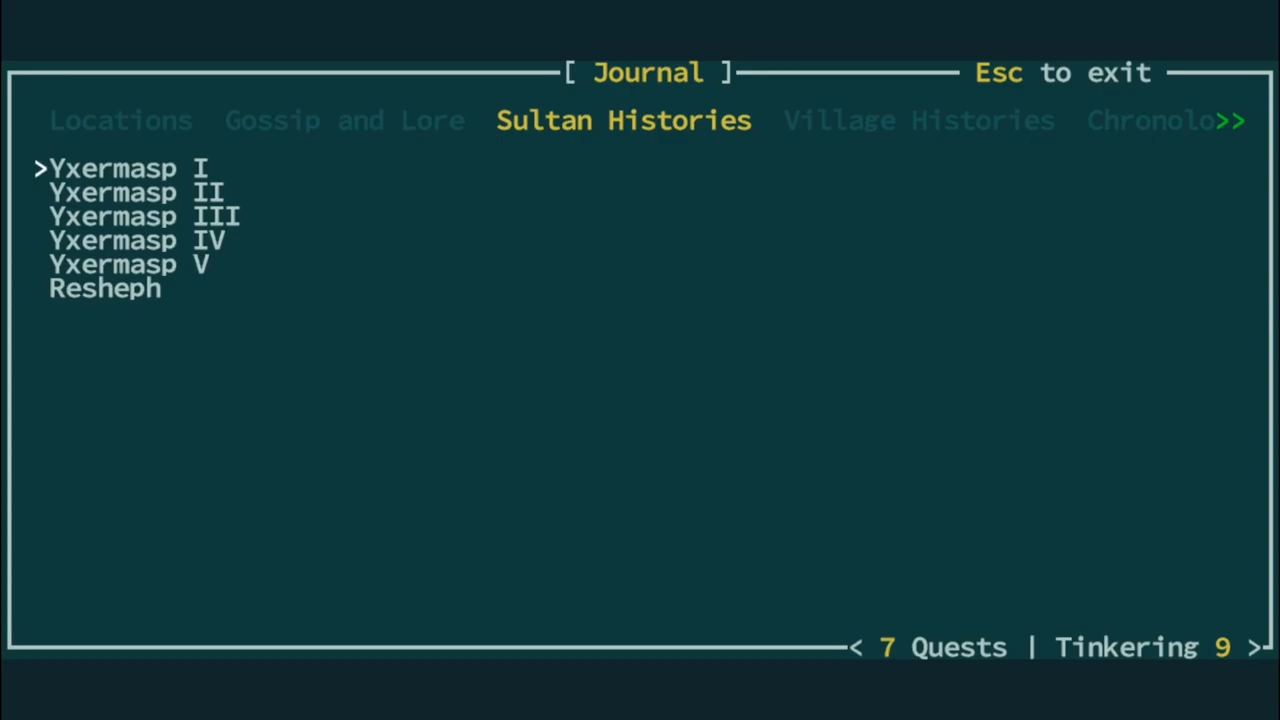 [ Journal ] Esc to exit
Locations Gossip and Lore Sultan Histories Village Histories Chronolo>>
>Yxermasp I
Yxermasp II
Yxermasp III
Yxermasp IV
Yxermasp V
Resheph
< 7 Quests | Tinkering 9 >